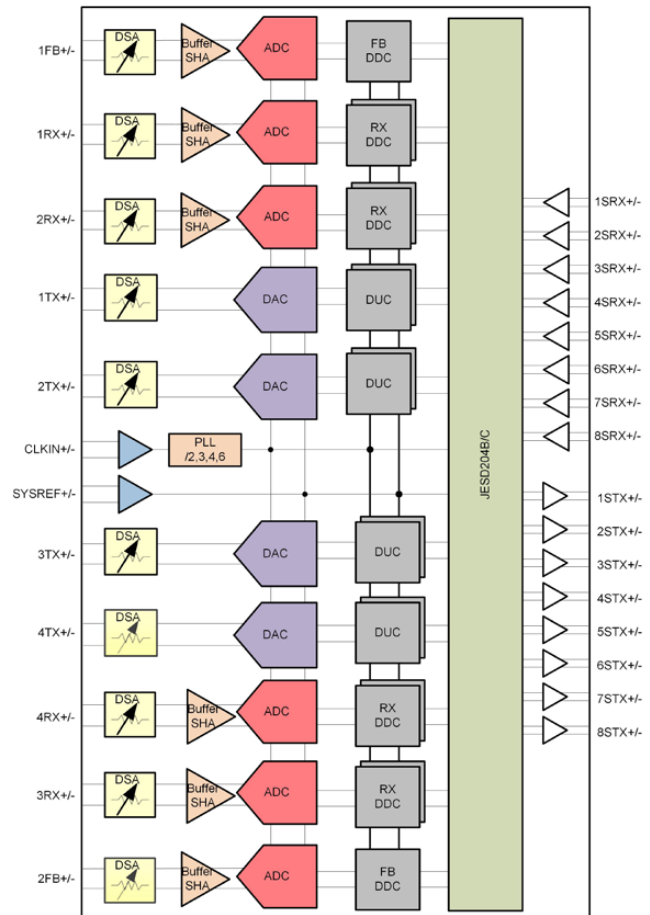 1FB+/-
DSA
Buffer
SHA
ADC
FB
DDC
1RX+/-
DSA
Buffer
SHA
ADC
RX
DDC
2RX+/-
DSA
Buffer
SHA
ADC
RX
DDC
1TX+/-
DSA
DAC
DUC
2TX+/-
DSA
DAC
DUC
CLKIN+/-
PLL
/2,3,4,6
SYSREF+/-
3TX+/-
DSA
DAC
DUC
4TX+/-
DSA
DAC
DUC
4RX+/-
DSA
Buffer
SHA
ADC
RX
DDC
3RX+/-
DSA
Buffer
SHA
ADC
RX
DDC
2FB+/-
DSA
Buffer
SHA
ADC
FB
DDC
JESD204B/C
1SRX+/-
2SRX+/-
3SRX+/-
4SRX+/-
5SRX+/-
6SRX+/-
7SRX+/-
8SRX+/-
1STX+/-
2STX+/-
3STX+/-
4STX+/-
5STX+/-
6STX+/-
7STX+/-
8STX+/-